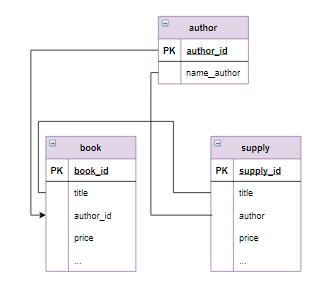 author
PK author_id
name_author
book
PK book_id
title
author_id
price
...
supply
PK supply_id
title
author
price
...